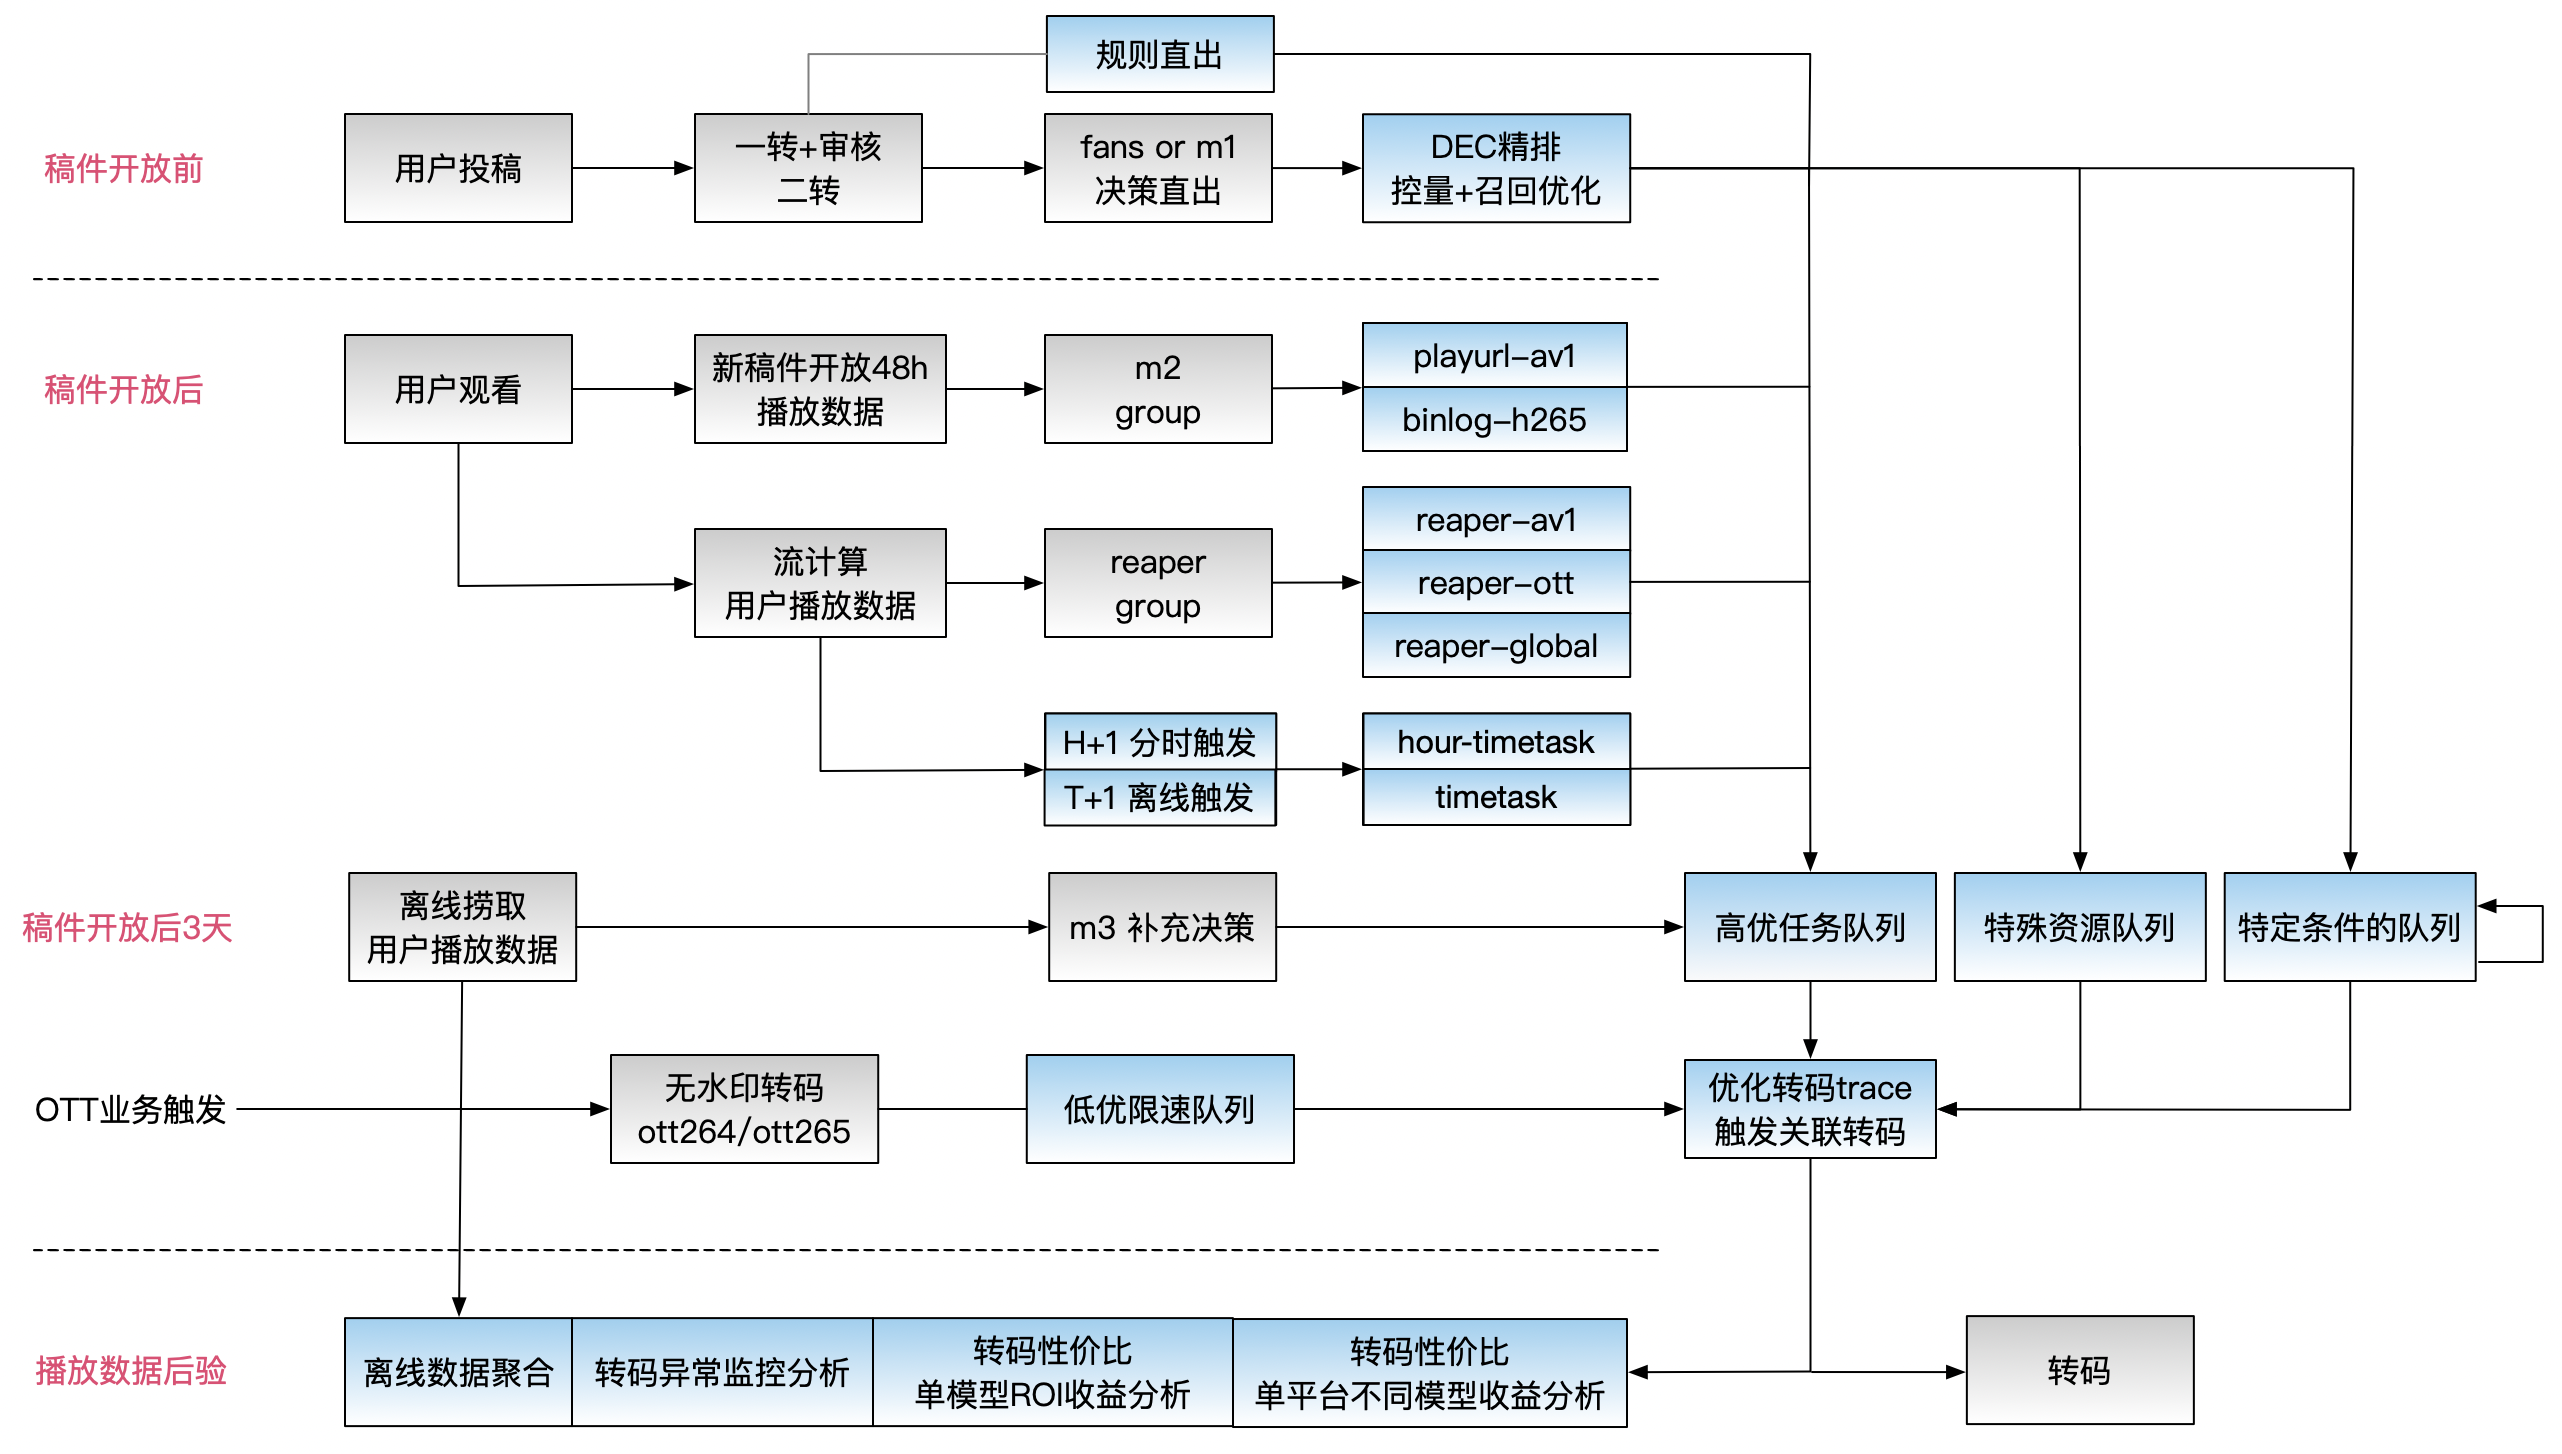 规则直出
稿件开放前
用户投稿
一转+审核
二转
fans or m1
决策直出
DEC精排
控量+召回优化
稿件开放后
用户观看
新稿件开放48h
播放数据
m2
group
playurl-av1
binlog-h265
流计算
用户播放数据
reaper
group
reaper-av1
reaper-ott
reaper-global
H+1 分时触发
T+1 离线触发
hour-timetask
timetask
稿件开放后3天
离线捞取
用户播放数据
m3 补充决策
高优任务队列
特殊资源队列
特定条件的队列
OTT业务触发
无水印转码
ott264/ott265
低优限速队列
优化转码trace
触发关联转码
播放数据后验
离线数据聚合
转码异常监控分析
转码性价比
单模型ROI收益分析
转码性价比
单平台不同模型收益分析
转码